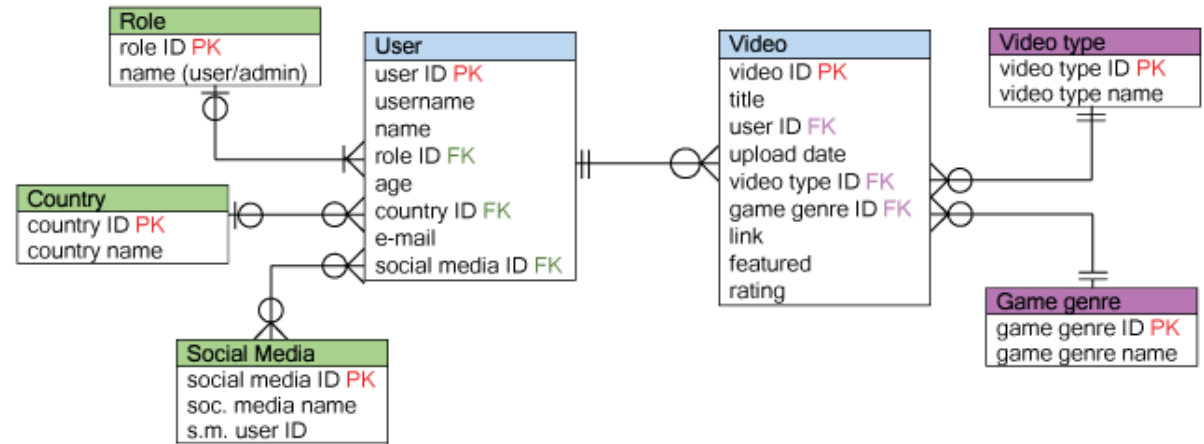 Role
role ID PK
name (user/admin)
User
user ID PK
username
name
role ID FK
age
country ID FK
e-mail
social media ID FK
Country
country ID PK
country name
Social Media
social media ID PK
soc. media name
s.m. user ID
Video
video ID PK
title
user ID FK
upload date
video type ID FK
game genre ID FK
link
featured
rating
Video type
video type ID PK
video type name
Game genre
game genre ID PK
game genre name